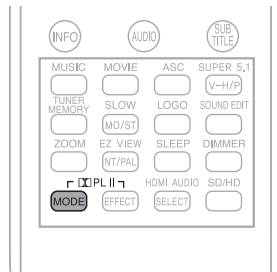 INFO AUDIO SUB TITLE
MUSIC MOVIE ASC SUPER 5.1
V-H/P
TUNER MEMORY SLOW LOGO SOUND EDIT
MO/ST
ZOOM EZ VIEW SLEEP DIMMER
NT/PAL
PL II HDMI AUDIO SD/HD
MODE EFFECT SELECT